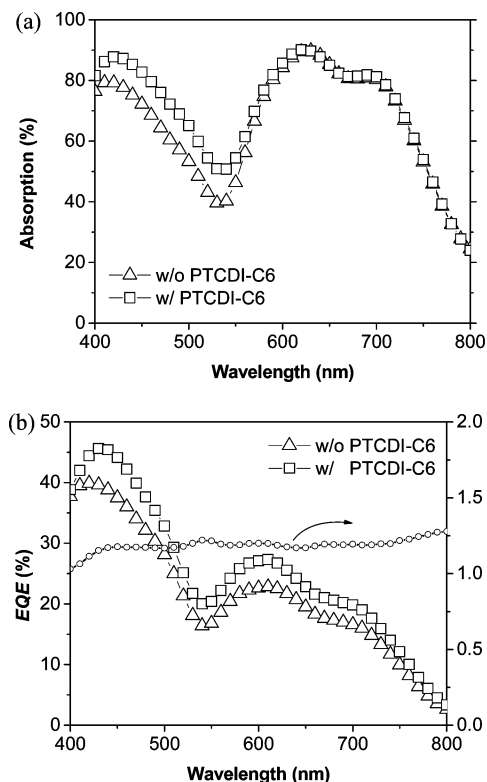 (a)
100
80
60
40
20
0
Absorption (%)
w/o PTCDI-C6
w/ PTCDI-C6
400 500 600 700 800
Wavelength (nm)
(b)
50
40
30
20
10
0
EQE (%)
w/o PTCDI-C6
w/ PTCDI-C6
2.0
1.5
1.0
0.5
0.0
400 500 600 700 800
Wavelength (nm)